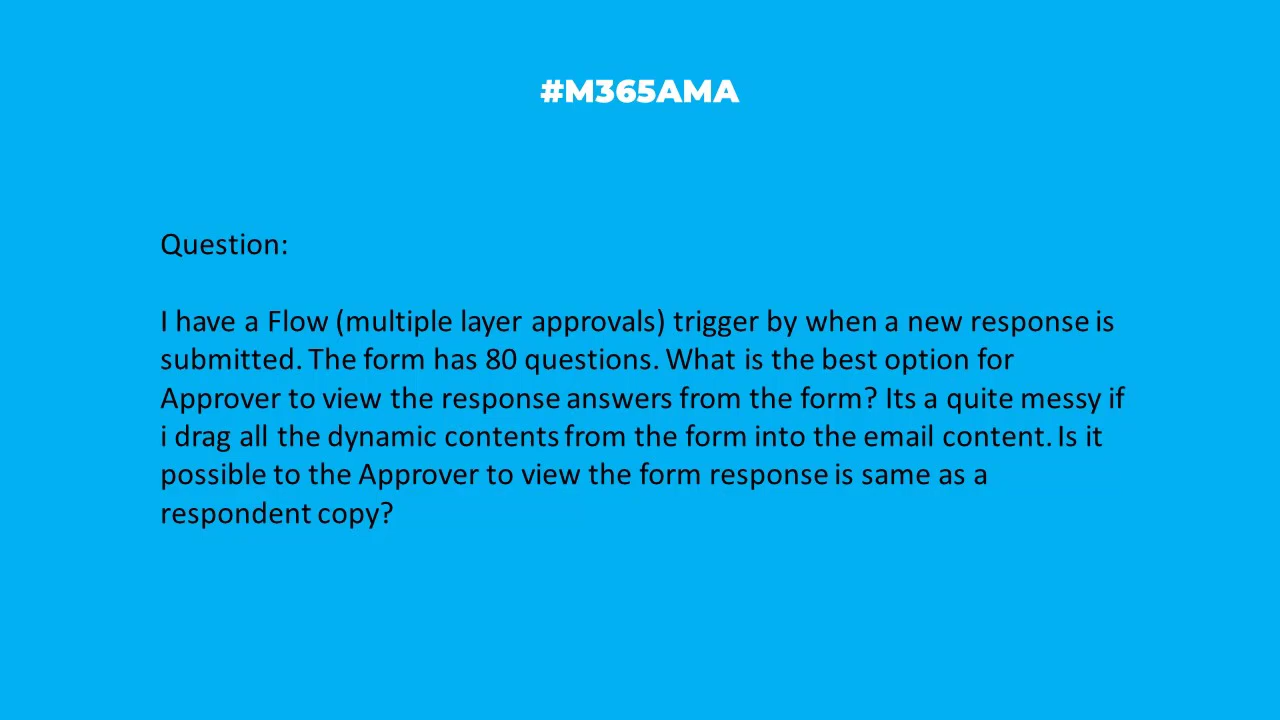 #M365AMA
Question:
I have a Flow (multiple layer approvals) trigger by when a new response is
submitted. The form has 80 questions. What is the best option for
Approver to view the response answers from the form? Its a quite messy if
i drag all the dynamic contents from the form into the email content. Is it
possible to the Approver to view the form response is same as a
respondent copy?